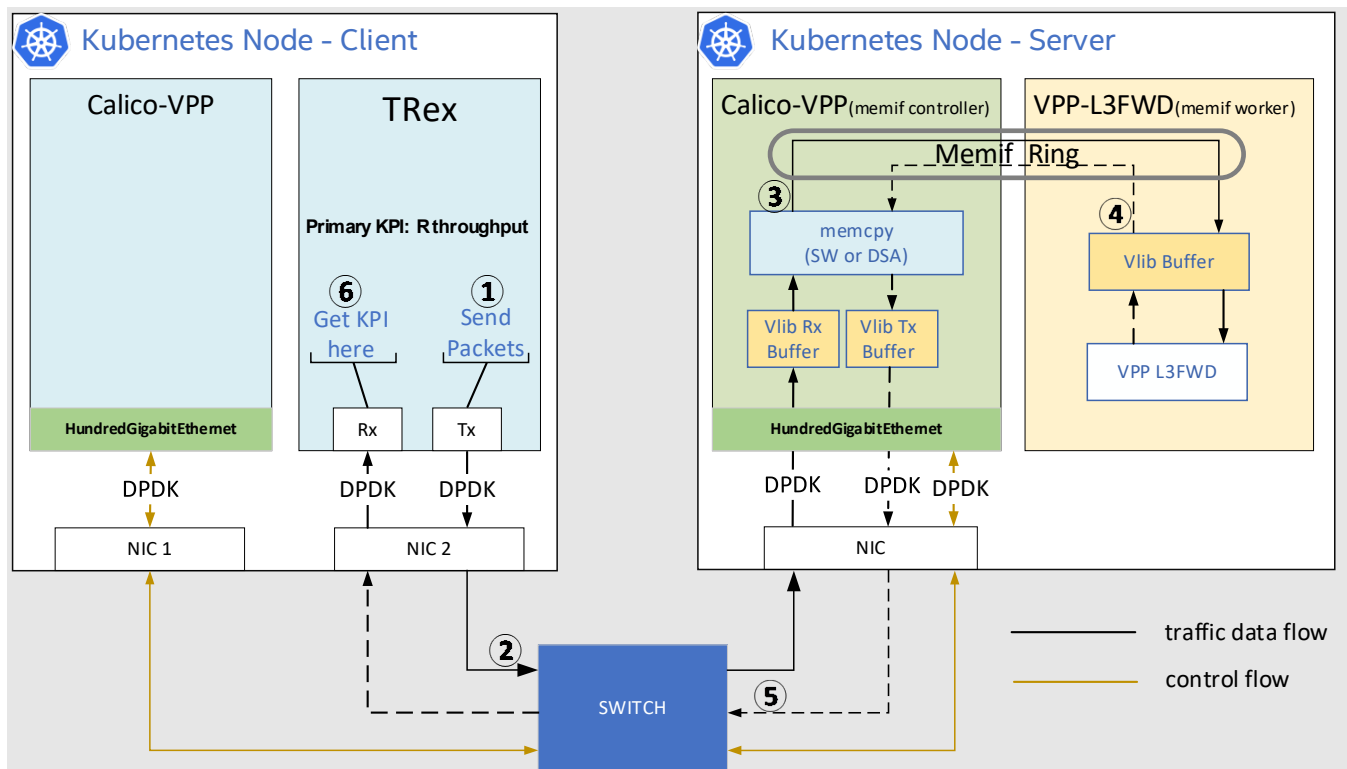 Kubernetes Node - Client
Calico-VPP
HundredGigabitEthernet
DPDK
NIC 1
TRex
Primary KPI: R throughput
6
Get KPI
here
1
Send
Packets
Rx
Tx
DPDK
DPDK
NIC 2
Kubernetes Node - Server
Calico-VPP(memif controller)
VPP-L3FWD(memif worker)
Memif Ring
3
memcpy
(SW or DSA)
Vlib Rx
Buffer
Vlib Tx
Buffer
4
Vlib Buffer
VPP L3FWD
HundredGigabitEthernet
DPDK
DPDK
DPDK
NIC
2
SWITCH
5
traffic data flow
control flow